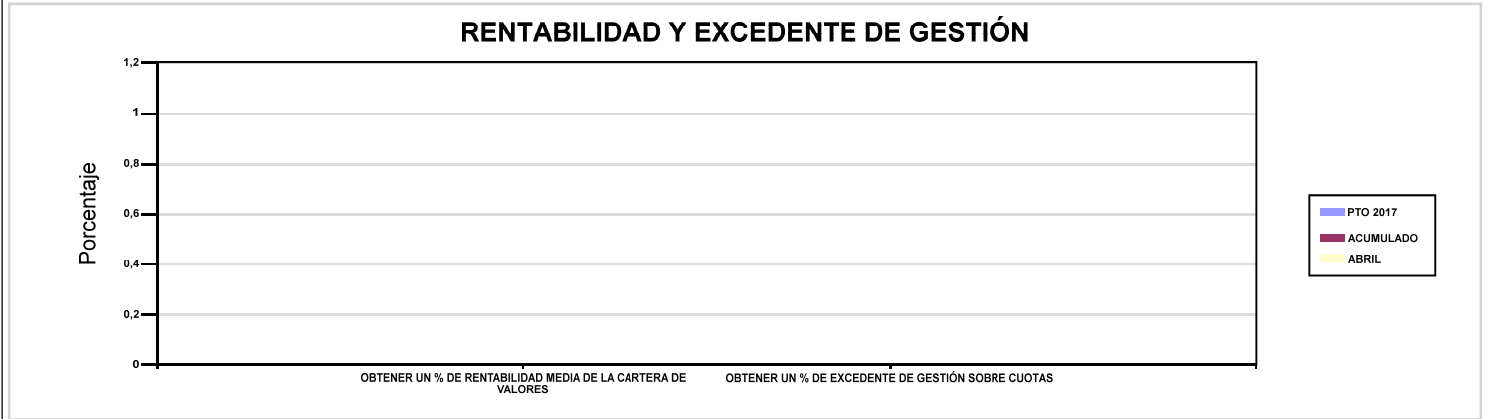 RENTABILIDAD Y EXCEDENTE DE GESTIÓN
Porcentaje
1,2
1
0,8
0,6
0,4
0,2
0
OBTENER UN % DE RENTABILIDAD MEDIA DE LA CARTERA DE
VALORES
OBTENER UN % DE EXCEDENTE DE GESTIÓN SOBRE CUOTAS
PTO 2017
ACUMULADO
ABRIL